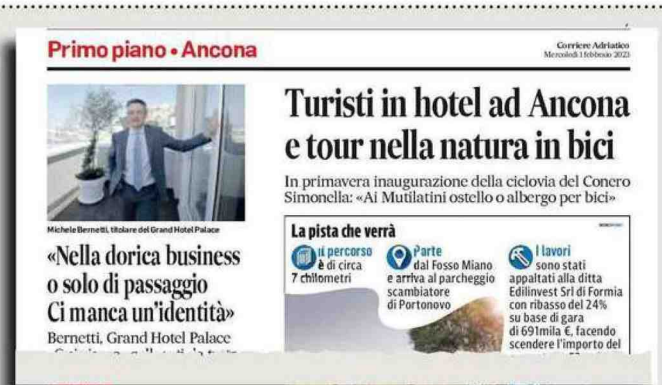 Primo piano • Ancona
Corriere Adriatico
Mercoledì 1 febbraio 2023
Michele Bernetti, titolare del Grand Hotel Palace
«Nella dorica business
o solo di passaggio
Ci manca un'identità»
Bernetti, Grand Hotel Palace
Turisti in hotel ad Ancona
e tour nella natura in bici
In primavera inaugurazione della ciclovia del Conero
Simonella: «Ai Mutilatini ostello o albergo per bici»
La pista che verrà
Il percorso
è di circa
7 chilometri
Parte
dal Fosso Miano
e arriva al parcheggio
scambiatore
di Portonovo
I lavori
sono stati
appaltati alla ditta
Edilinvest Srl di Formia
con ribasso del 24%
su base di gara
di 691mila €, facendo
scendere l'importo del